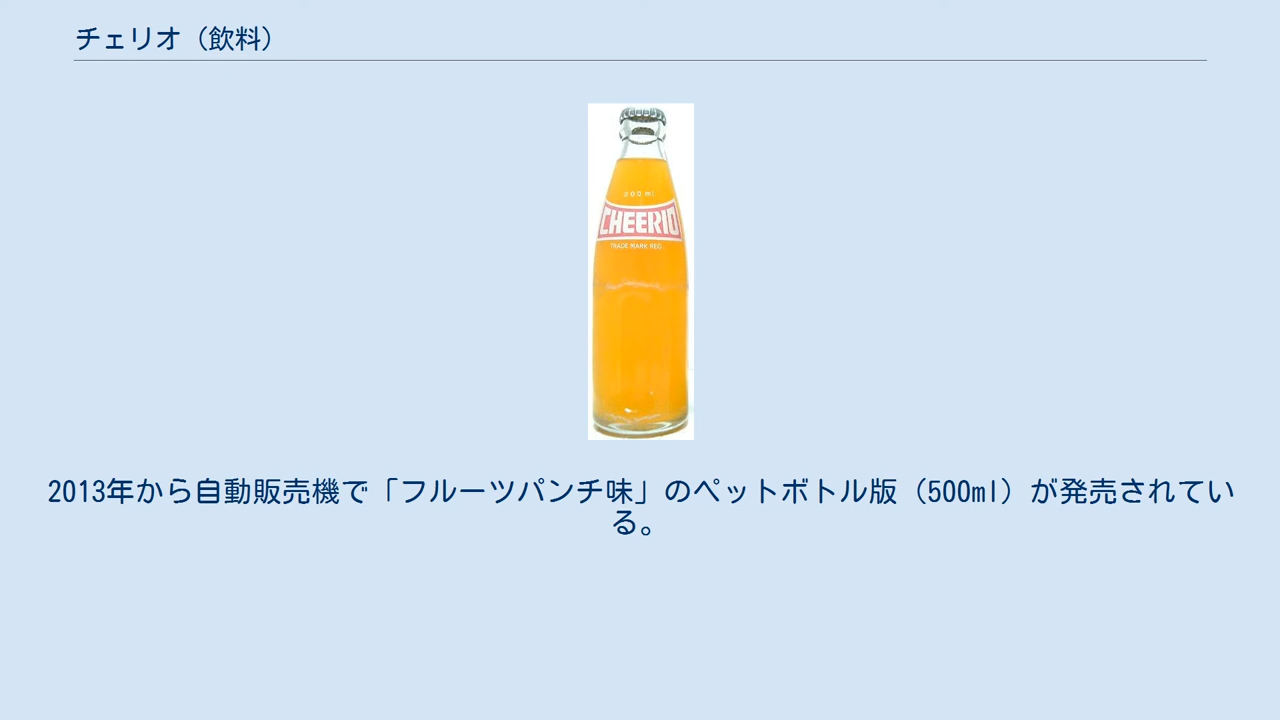 チェリオ（飲料）
200 ml
CHEERIO
TRADE MARK REG.
2013年から自動販売機で「フルーツパンチ味」のペットボトル版（500ml）が発売されてい
る。